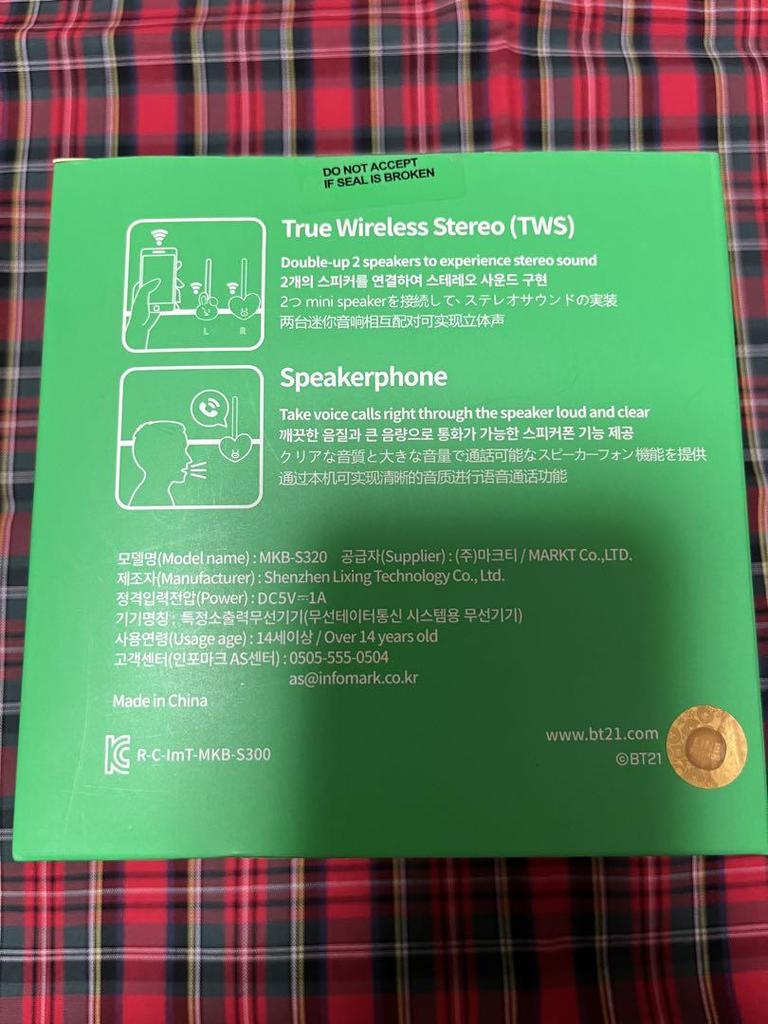 DO NOT ACCEPT
IF SEAL IS BROKEN
True Wireless Stereo (TWS)
Double-up 2 speakers to experience stereo sound
2개의 스피커를 연결하여 스테레오 사운드 구현
2つ mini speakerを接続して、ステレオサウンドの実装
两台迷你音响相互配对可实现立体声
L R
Speakerphone
Take voice calls right through the speaker loud and clear
깨끗한 음질과 큰 음량으로 통화가 가능한 스피커폰 기능 제공
クリアな音質と大きな音量で通話可能なスピーカーフォン機能を提供
通过本机可实现清晰的音质进行语音通话功能
모델명(Model name) : MKB-S320 공급자(Supplier) : (주)마크티 / MARKT Co.,LTD.
제조자(Manufacturer) : Shenzhen Lixing Technology Co., Ltd.
정격입력전압(Power) : DC5V⎓1A
기기명칭 : 특정소출력무선기기(무선데이터통신 시스템용 무선기기)
사용연령(Usage age) : 14세이상 / Over 14 years old
고객센터(인포마크 AS센터) : 0505-555-0504
as@infomark.co.kr
Made in China
R-C-ImT-MKB-S300
www.bt21.com
©BT21